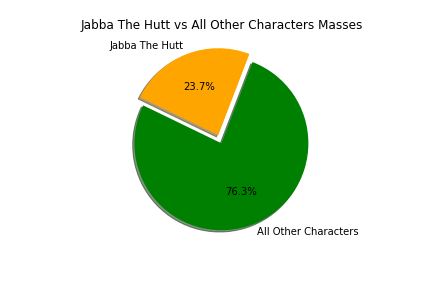 Jabba The Hutt vs All Other Characters Masses
Jabba The Hutt
23.7%
76.3%
All Other Characters